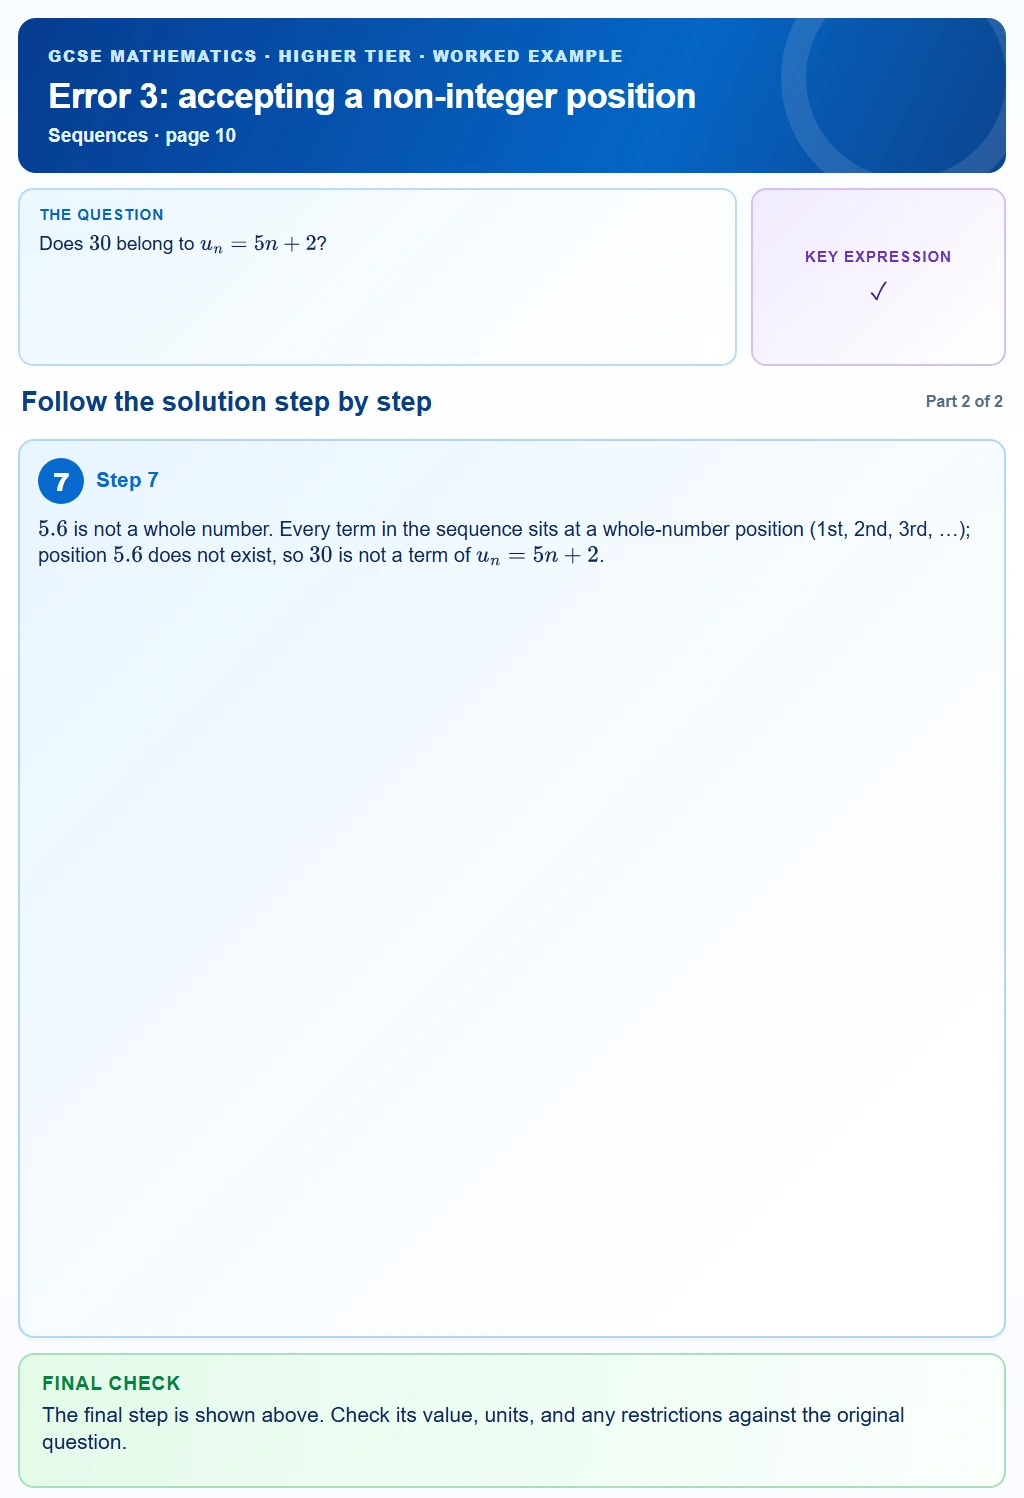 GCSE MATHEMATICS · HIGHER TIER · WORKED EXAMPLE
Error 3: accepting a non-integer position
Sequences · page 10
THE QUESTION
Does 30 belong to uₙ = 5n + 2?
KEY EXPRESSION
✓
Follow the solution step by step
Part 2 of 2
7 Step 7
5.6 is not a whole number. Every term in the sequence sits at a whole-number position (1st, 2nd, 3rd, …);
position 5.6 does not exist, so 30 is not a term of uₙ = 5n + 2.
FINAL CHECK
The final step is shown above. Check its value, units, and any restrictions against the original
question.